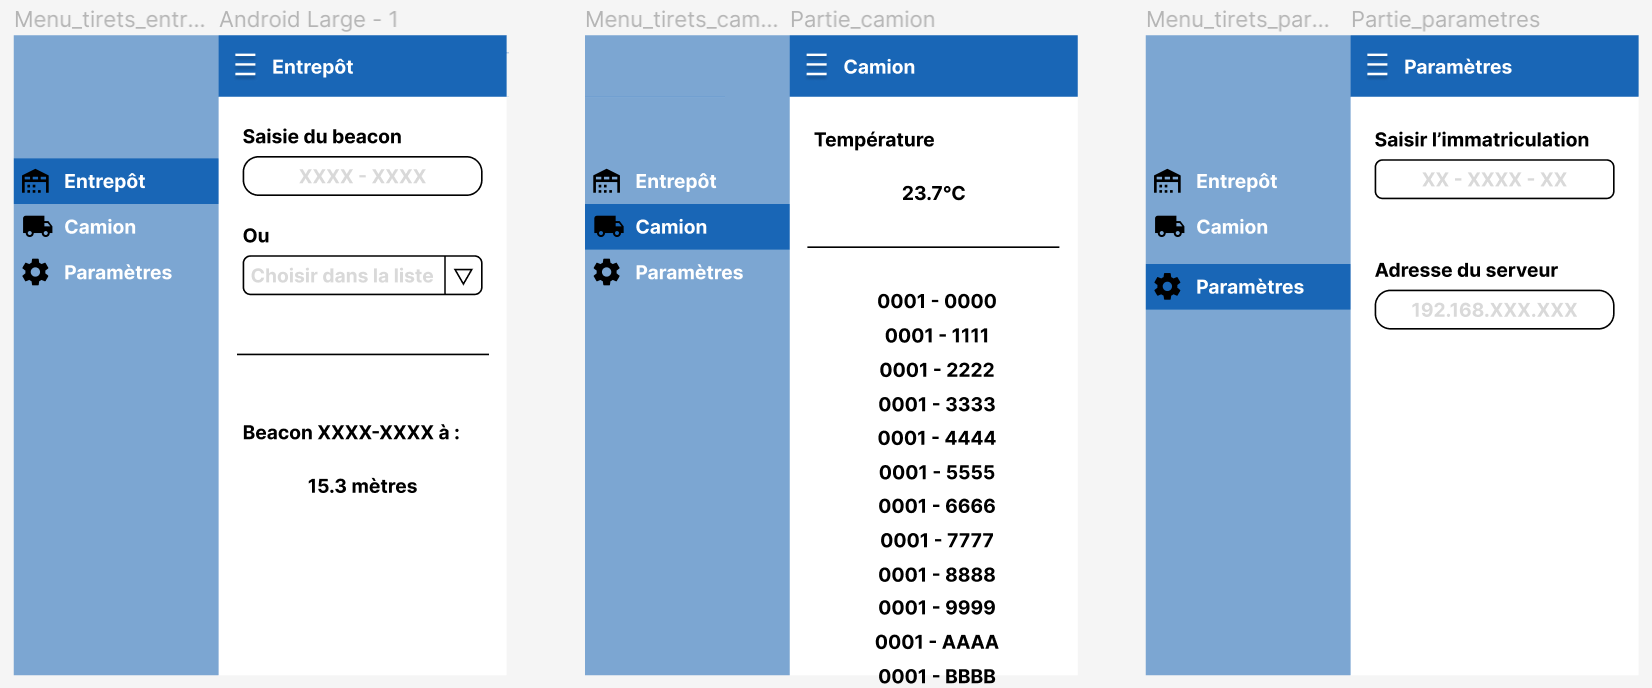 Menu_tirets_entr...
Android Large - 1
Entrepôt
Camion
Paramètres
Entrepôt
Saisie du beacon
XXXX - XXXX
Ou
Choisir dans la liste
Beacon XXXX-XXXX à :
15.3 mètres
Menu_tirets_cam...
Partie_camion
Entrepôt
Camion
Paramètres
Camion
Température
23.7°C
0001 - 0000
0001 - 1111
0001 - 2222
0001 - 3333
0001 - 4444
0001 - 5555
0001 - 6666
0001 - 7777
0001 - 8888
0001 - 9999
0001 - AAAA
0001 - BBBB
Menu_tirets_par...
Partie_parametres
Entrepôt
Camion
Paramètres
Paramètres
Saisir l’immatriculation
XX - XXXX - XX
Adresse du serveur
192.168.XXX.XXX